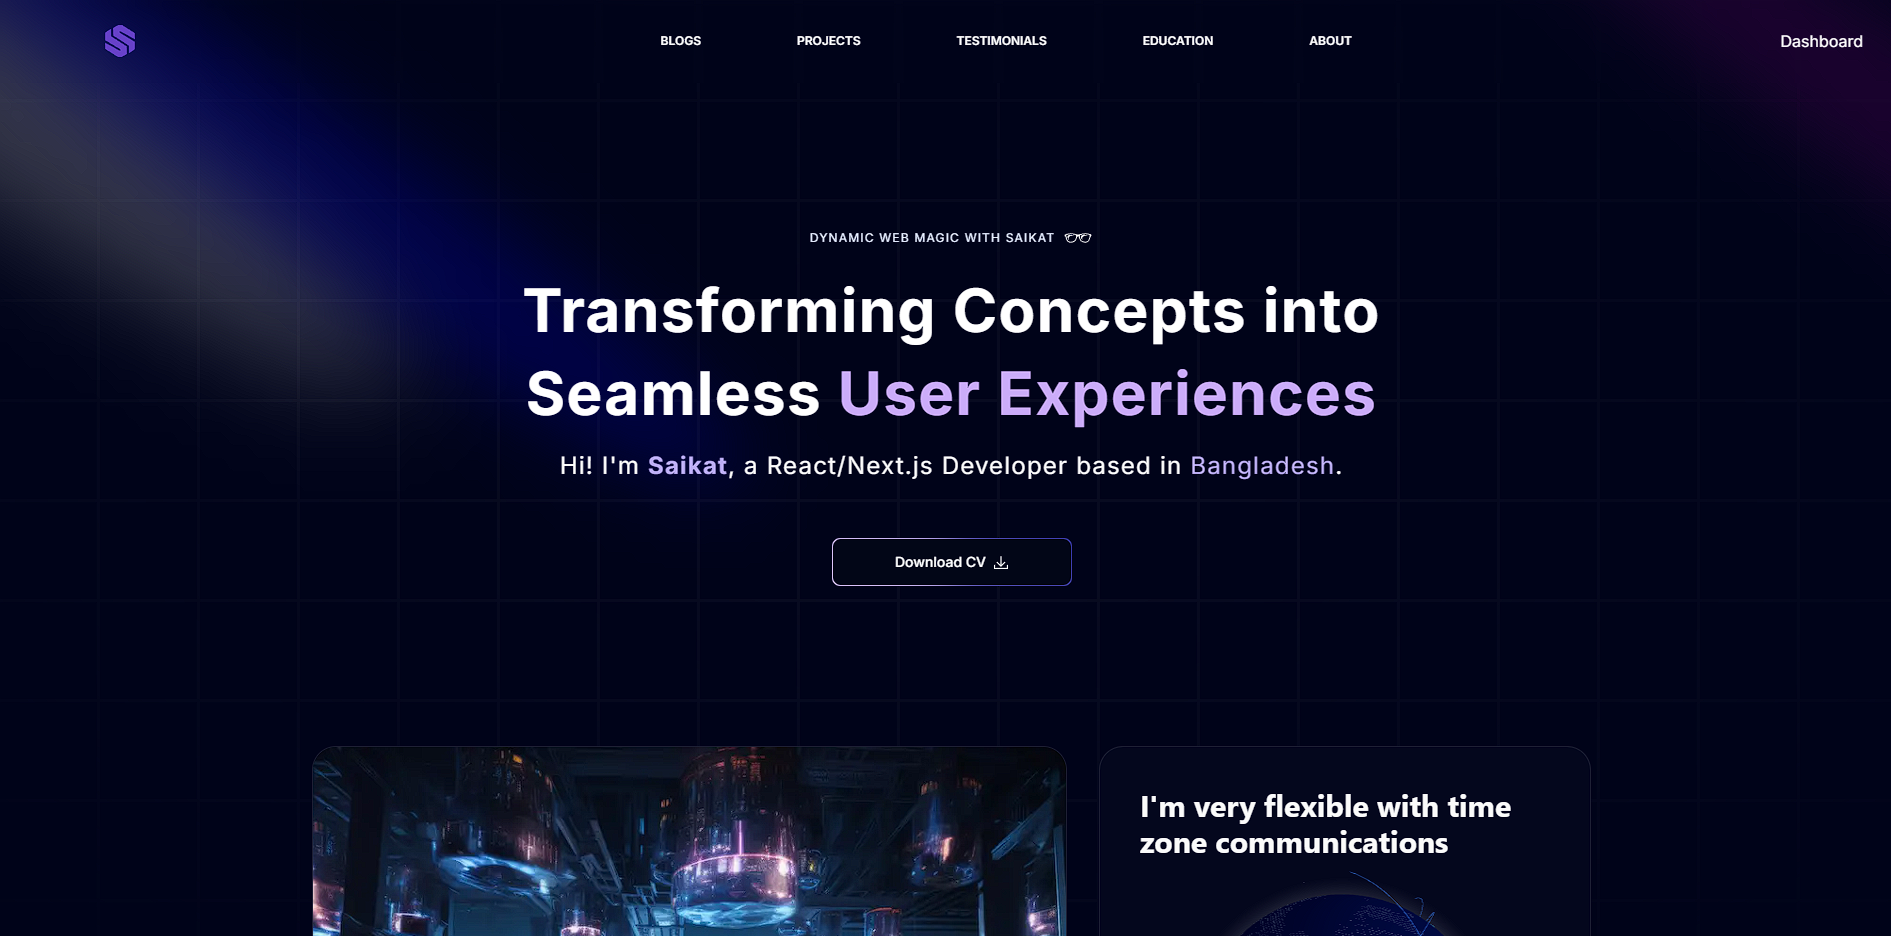 BLOGS
PROJECTS
TESTIMONIALS
EDUCATION
ABOUT
Dashboard
DYNAMIC WEB MAGIC WITH SAIKAT
Transforming Concepts into
Seamless User Experiences
Hi! I'm Saikat, a React/Next.js Developer based in Bangladesh.
Download CV
I'm very flexible with time
zone communications